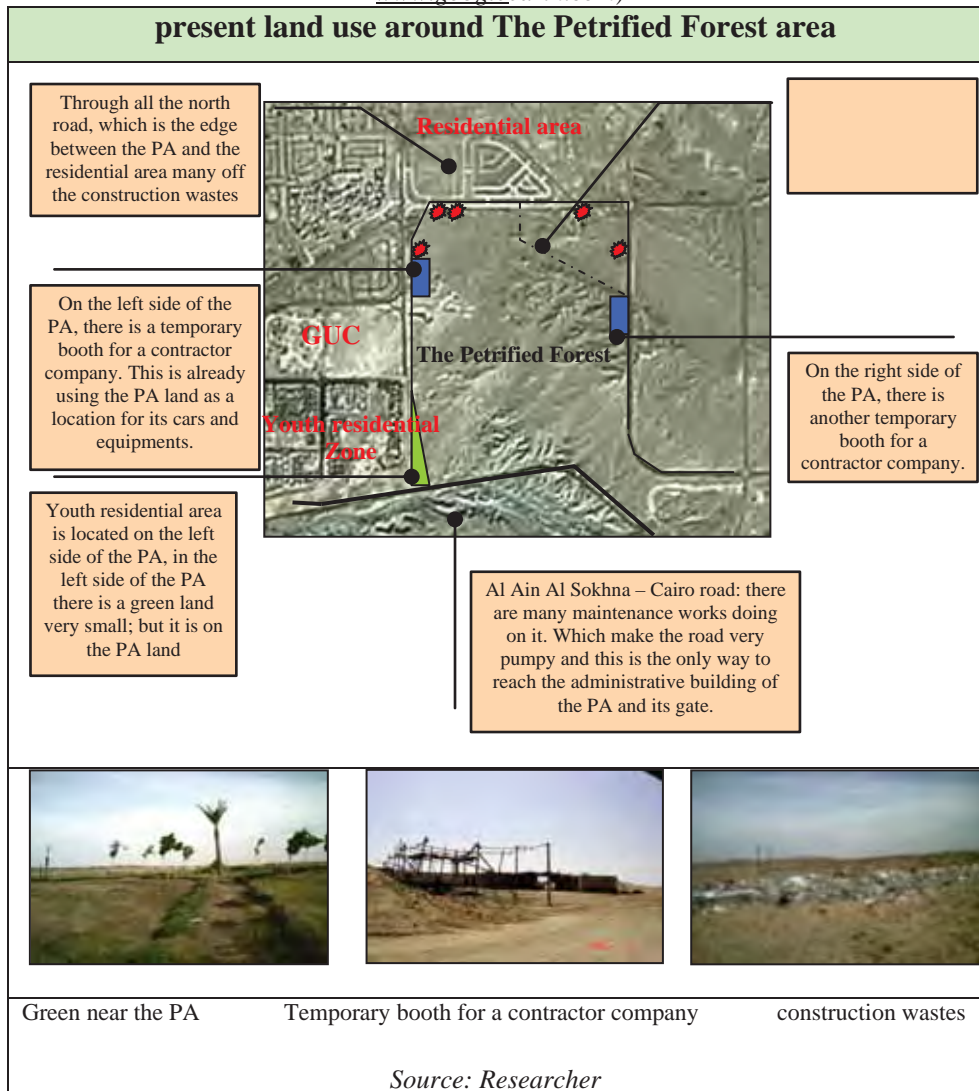 present land use around The Petrified Forest area
Through all the north
road, which is the edge
between the PA and the
residential area many off
the construction wastes
Residential area
On the left side of the
PA, there is a temporary
booth for a contractor
company. This is already
using the PA land as a
location for its cars and
equipments.
GUC
The Petrified Forest
On the right side of
the PA, there is
another temporary
booth for a
contractor company.
Youth residential
Zone
Youth residential area
is located on the left
side of the PA, in the
left side of the PA
there is a green land
very small; but it is on
the PA land
Al Ain Al Sokhna – Cairo road: there
are many maintenance works doing
on it. Which make the road very
pumpy and this is the only way to
reach the administrative building of
the PA and its gate.
Green near the PA
Temporary booth for a contractor company
construction wastes
Source: Researcher